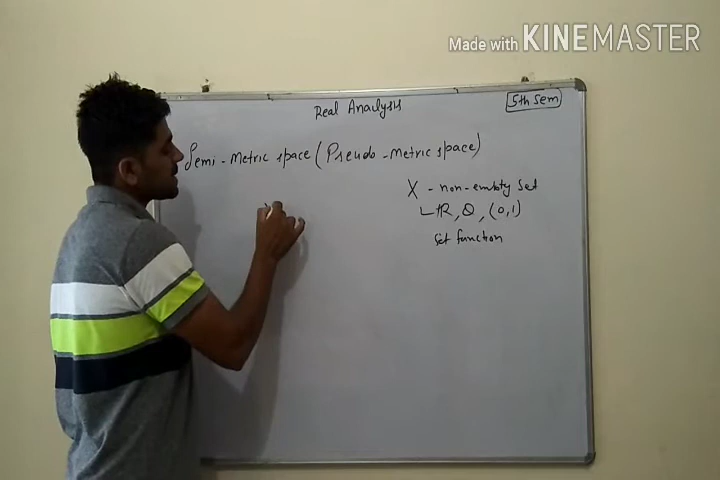 Made with KINEMASTER
Real Analysis
5th Sem
Semi - Metric space (Pseudo - Metric space)
X - non-empty set
ℝ, Q, (0,1)
set function